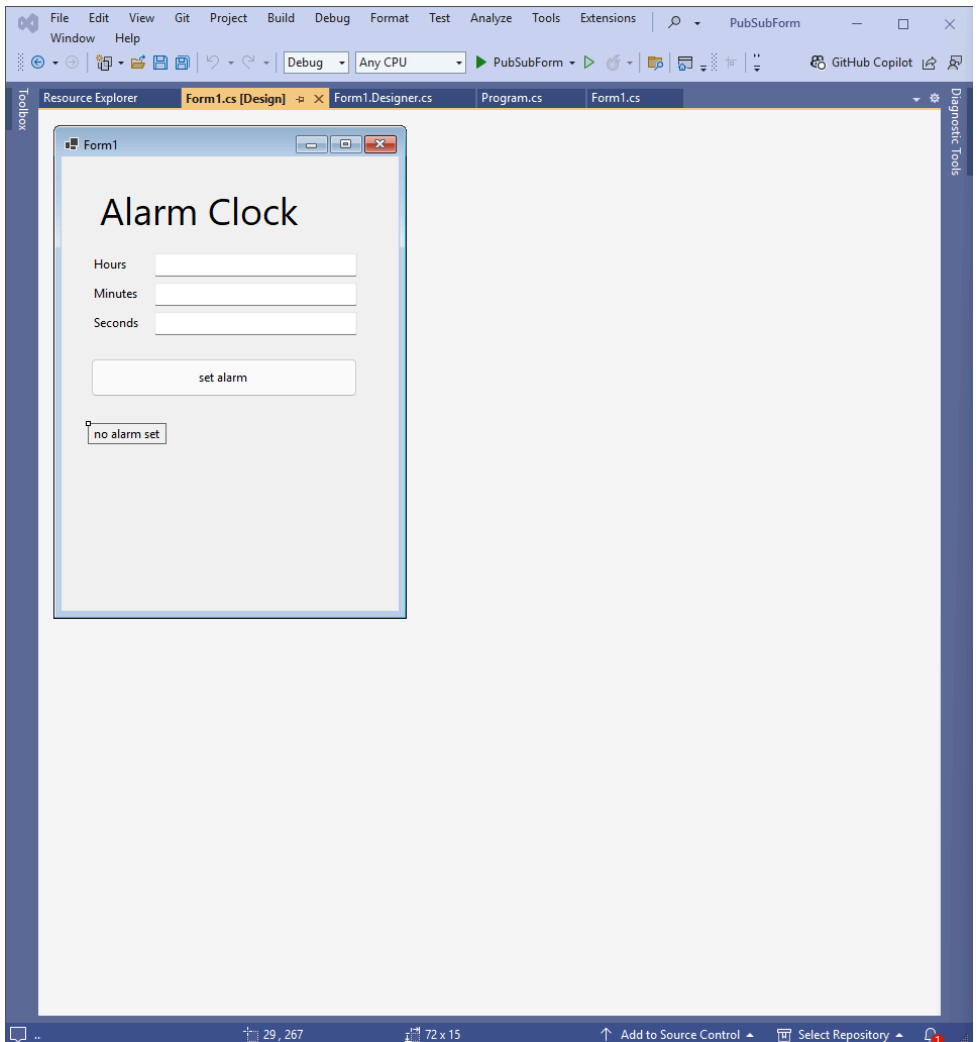 File Edit View Git Project Build Debug Format Test Analyze Tools Extensions PubSubForm
Window Help
Debug Any CPU PubSubForm GitHub Copilot
Toolbox
Resource Explorer Form1.cs [Design] Form1.Designer.cs Program.cs Form1.cs
Diagnostic Tools
Form1
Alarm Clock
Hours
Minutes
Seconds
set alarm
no alarm set
.. 29 , 267 72 x 15 Add to Source Control Select Repository 1